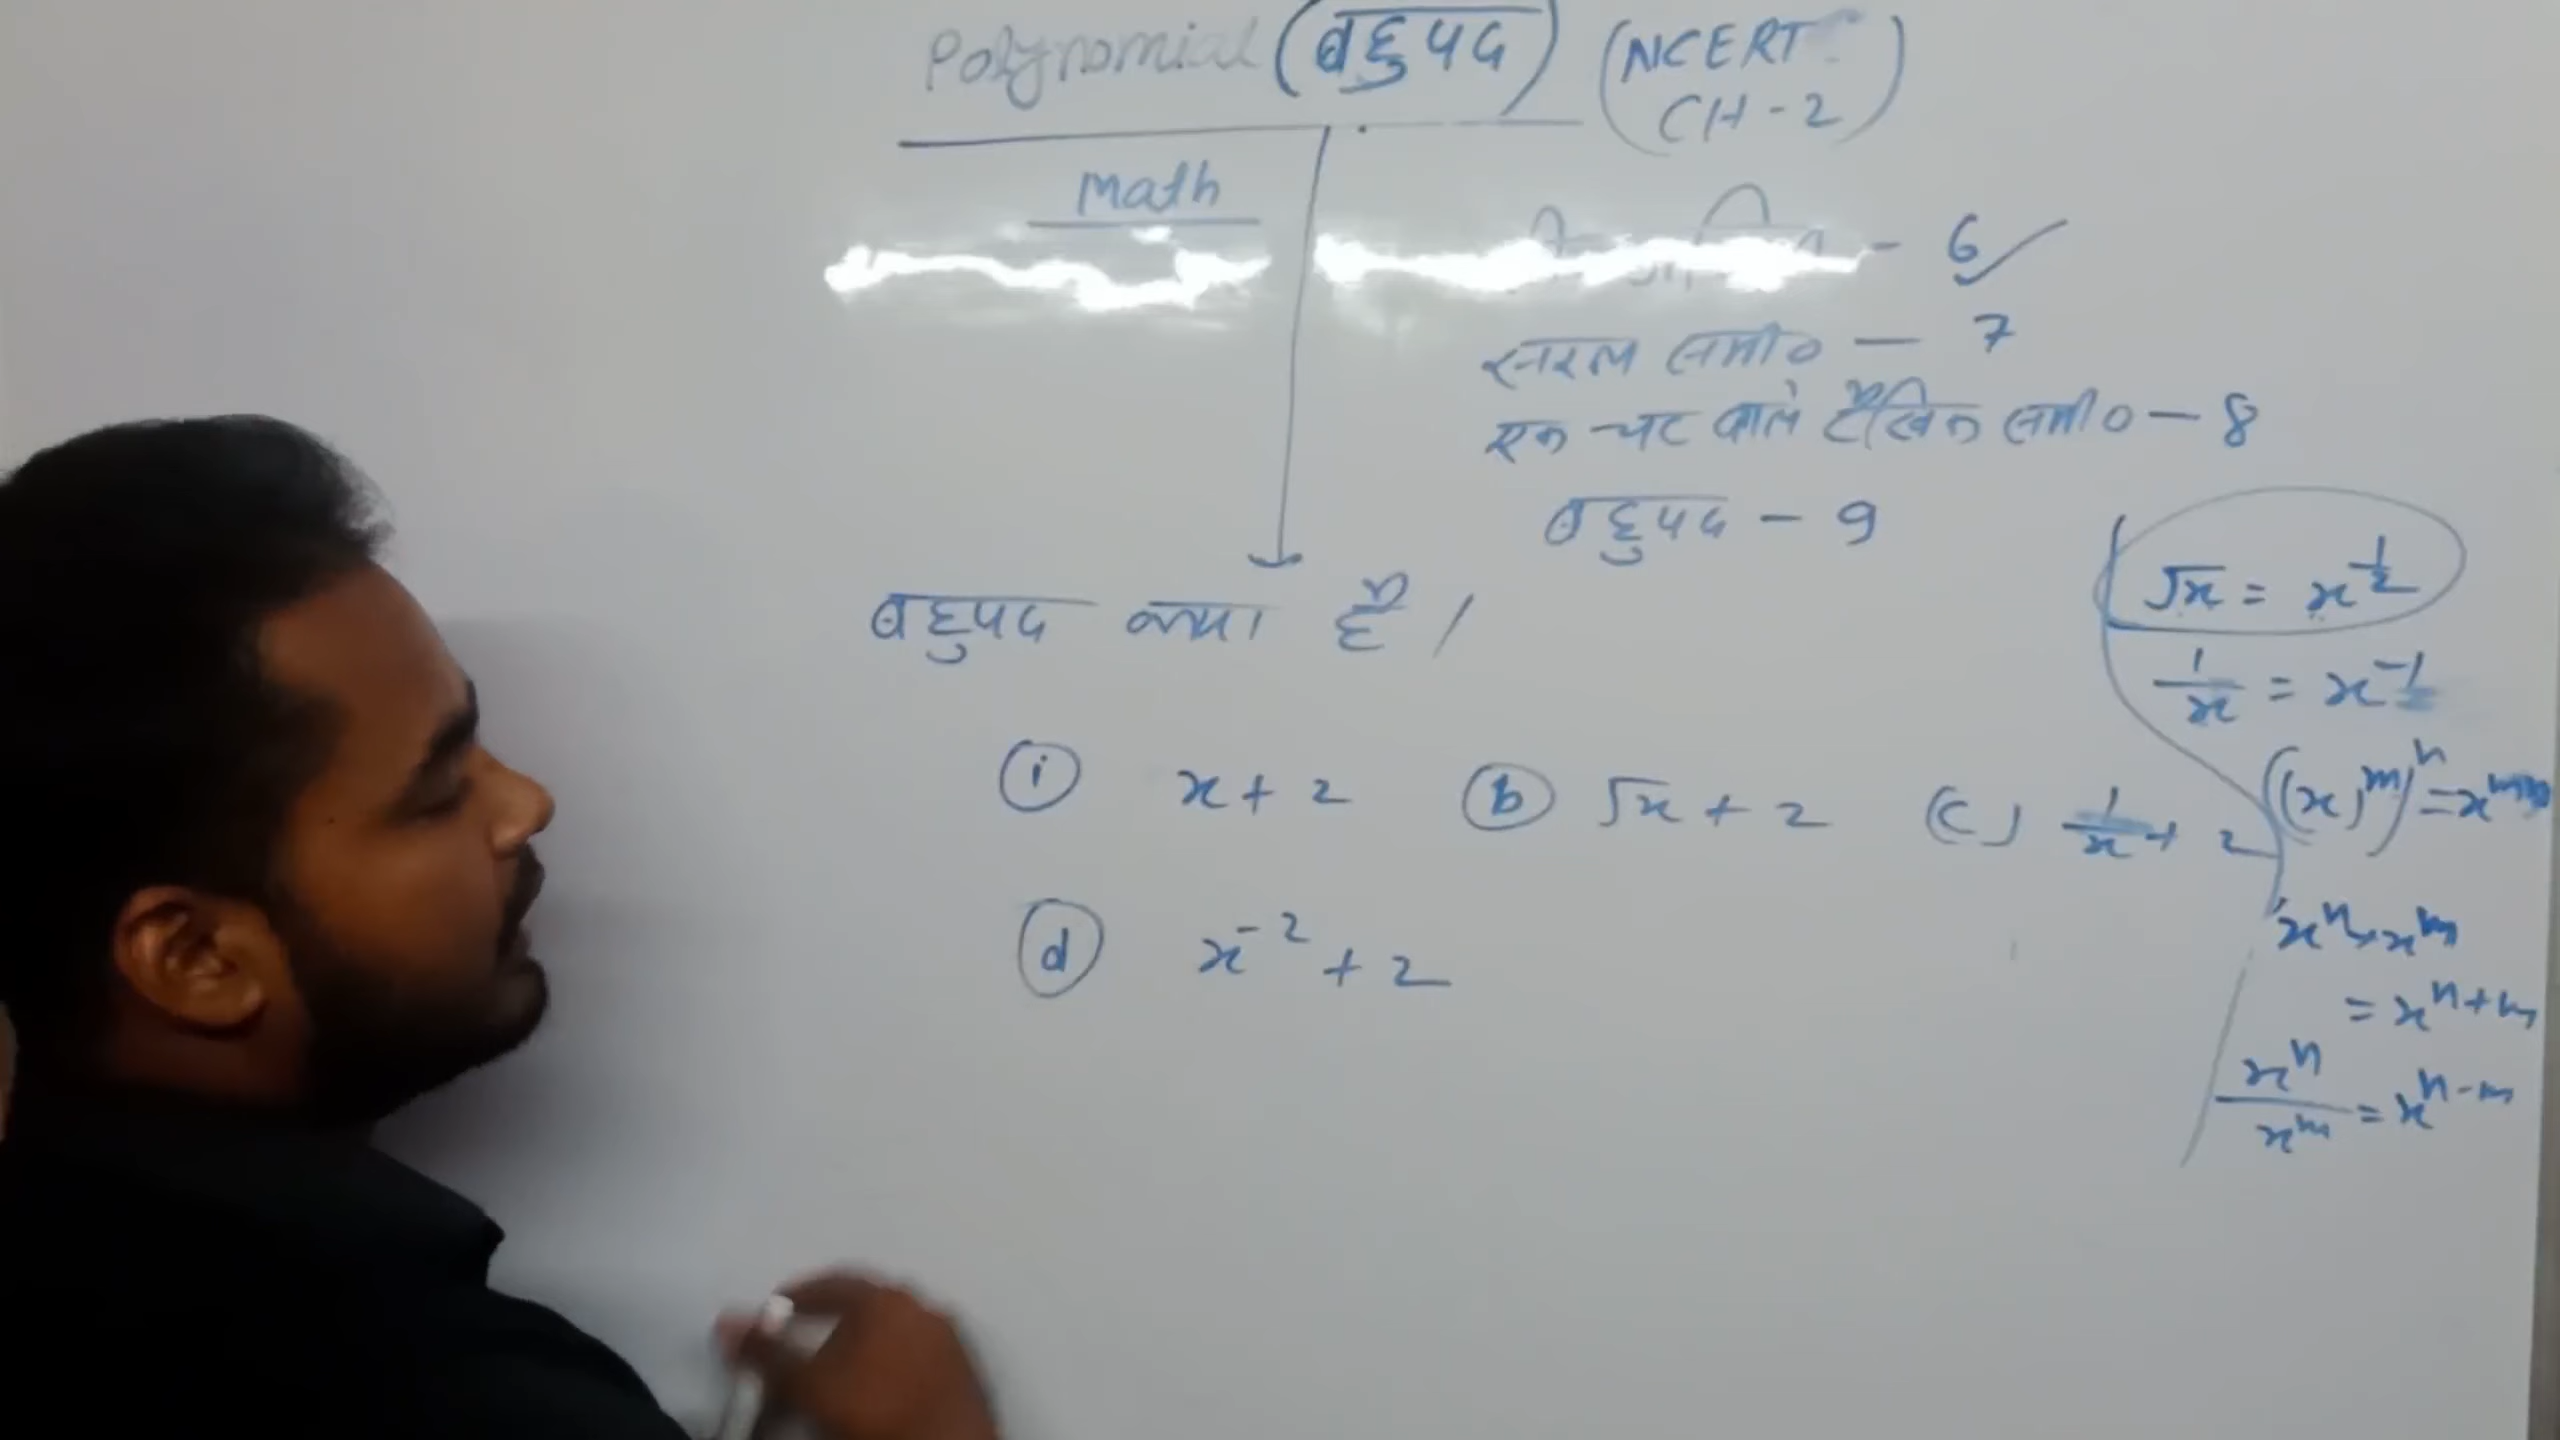 Polynomial (बहुपद) (NCERT
CH-2)
Math
- 6 ✓
सरल समी० — 7
एक चर वाले रैखिक समी० — 8
बहुपद - 9
बहुपद क्या है /
(i) x + 2 (b) √x + 2 (c) 1/x + 2
(d) x⁻² + 2
√x = x^(1/2)
1/x = x⁻¹
((x)^m)^n = x^mn
x^n × x^m
= x^(n+m)
x^n/x^m = x^(n-m)